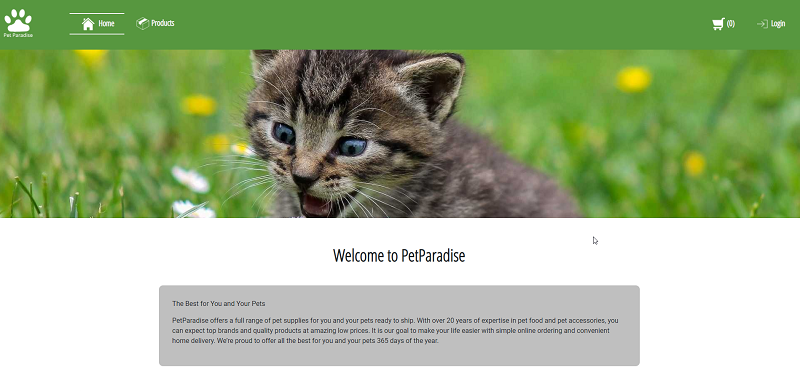 Home Products (0) Login
Pet Paradise
Welcome to PetParadise
The Best for You and Your Pets
PetParadise offers a full range of pet supplies for you and your pets ready to ship. With over 20 years of expertise in pet food and pet accessories, you
can expect top brands and quality products at amazing low prices. It is our goal to make your life easier with simple online ordering and convenient
home delivery. We're proud to offer all the best for you and your pets 365 days of the year.